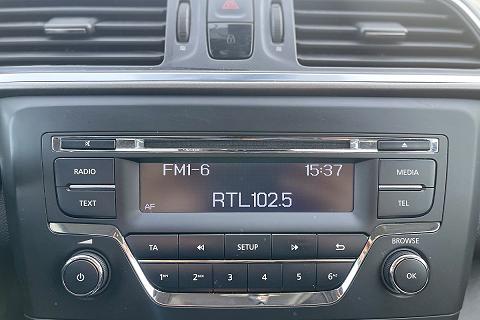 RADIO
FM1-6 15:37
MEDIA
TEXT
AF RTL102.5
TEL
TA SETUP
BROWSE
1 2 3 4 5 6
OK